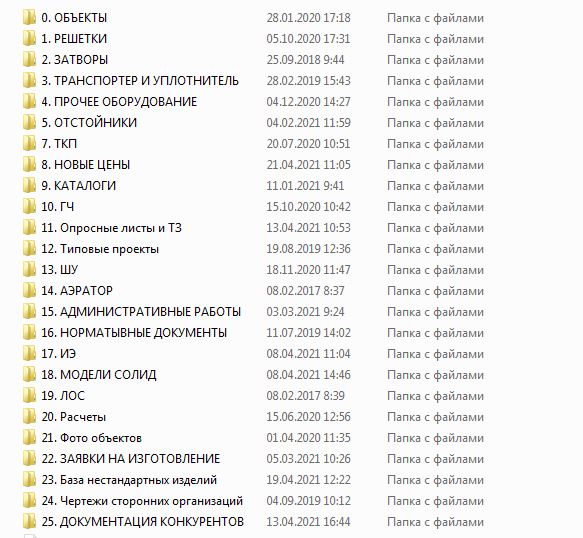 0. ОБЪЕКТЫ 28.01.2020 17:18 Папка с файлами
1. РЕШЕТКИ 05.10.2020 17:31 Папка с файлами
2. ЗАТВОРЫ 25.09.2018 9:44 Папка с файлами
3. ТРАНСПОРТЕР И УПЛОТНИТЕЛЬ 28.02.2019 15:43 Папка с файлами
4. ПРОЧЕЕ ОБОРУДОВАНИЕ 04.12.2020 14:27 Папка с файлами
5. ОТСТОЙНИКИ 04.02.2021 11:59 Папка с файлами
7. ТКП 20.07.2020 10:51 Папка с файлами
8. НОВЫЕ ЦЕНЫ 21.04.2021 11:05 Папка с файлами
9. КАТАЛОГИ 11.01.2021 9:41 Папка с файлами
10. ГЧ 15.10.2020 10:42 Папка с файлами
11. Опросные листы и ТЗ 13.04.2021 10:53 Папка с файлами
12. Типовые проекты 19.08.2019 12:36 Папка с файлами
13. ШУ 18.11.2020 11:47 Папка с файлами
14. АЭРАТОР 08.02.2017 8:37 Папка с файлами
15. АДМИНИСТРАТИВНЫЕ РАБОТЫ 03.03.2021 9:24 Папка с файлами
16. НОРМАТЫВНЫЕ ДОКУМЕНТЫ 11.07.2019 14:02 Папка с файлами
17. ИЭ 08.04.2021 11:04 Папка с файлами
18. МОДЕЛИ СОЛИД 08.04.2021 14:46 Папка с файлами
19. ЛОС 08.02.2017 8:39 Папка с файлами
20. Расчеты 15.06.2020 12:56 Папка с файлами
21. Фото объектов 01.04.2020 11:35 Папка с файлами
22. ЗАЯВКИ НА ИЗГОТОВЛЕНИЕ 05.03.2021 10:26 Папка с файлами
23. База нестандартных изделий 19.04.2021 12:22 Папка с файлами
24. Чертежи сторонних организаций 04.09.2019 10:12 Папка с файлами
25. ДОКУМЕНТАЦИЯ КОНКУРЕНТОВ 13.04.2021 16:44 Папка с файлами